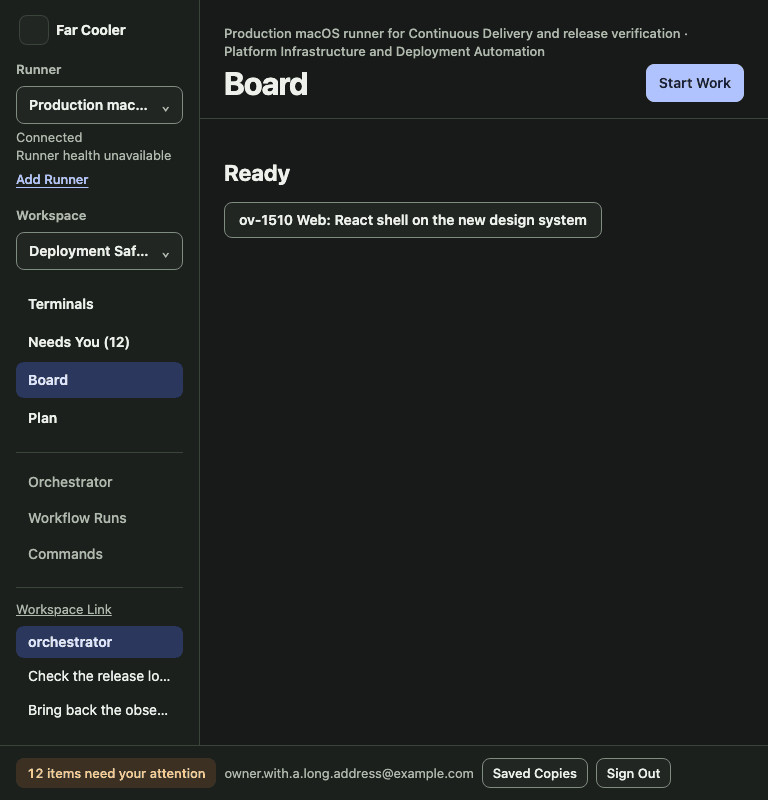 Far Cooler
Runner
Production mac...
Connected
Runner health unavailable
Add Runner
Workspace
Deployment Saf...
Terminals
Needs You (12)
Board
Plan
Orchestrator
Workflow Runs
Commands
Workspace Link
orchestrator
Check the release lo...
Bring back the obse...
Production macOS runner for Continuous Delivery and release verification ·
Platform Infrastructure and Deployment Automation
Board
Start Work
Ready
ov-1510 Web: React shell on the new design system
12 items need your attention
owner.with.a.long.address@example.com
Saved Copies
Sign Out